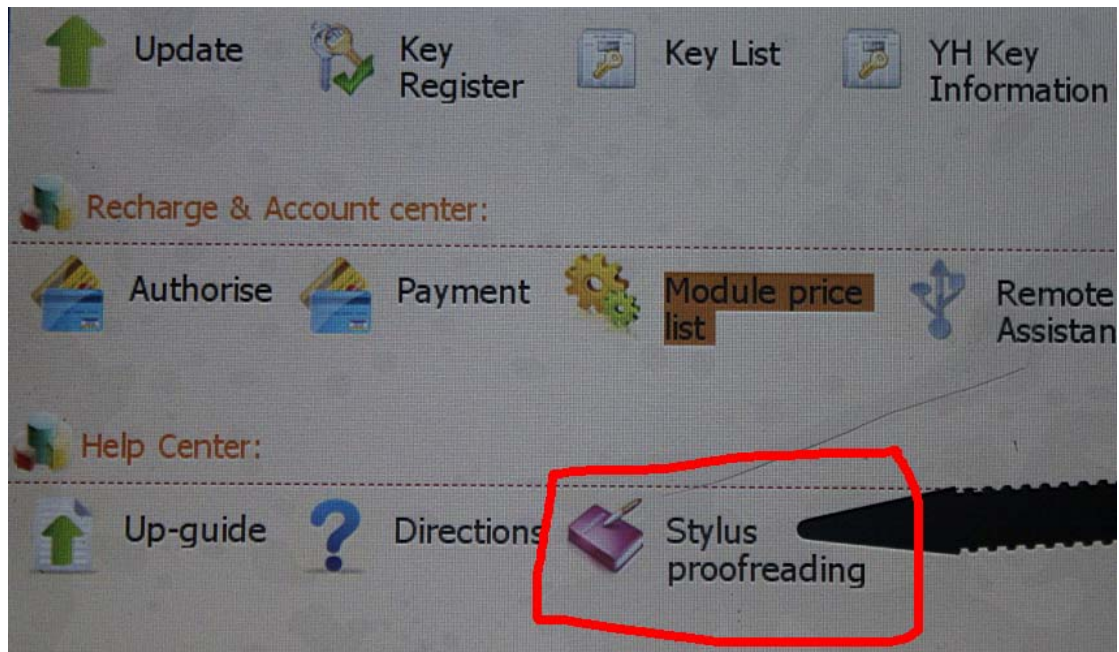 Update
Key
Register
Key List
YH Key
Information
Recharge & Account center:
Authorise
Payment
Module price
list
Remote
Assistan
Help Center:
Up-guide
Directions
Stylus
proofreading